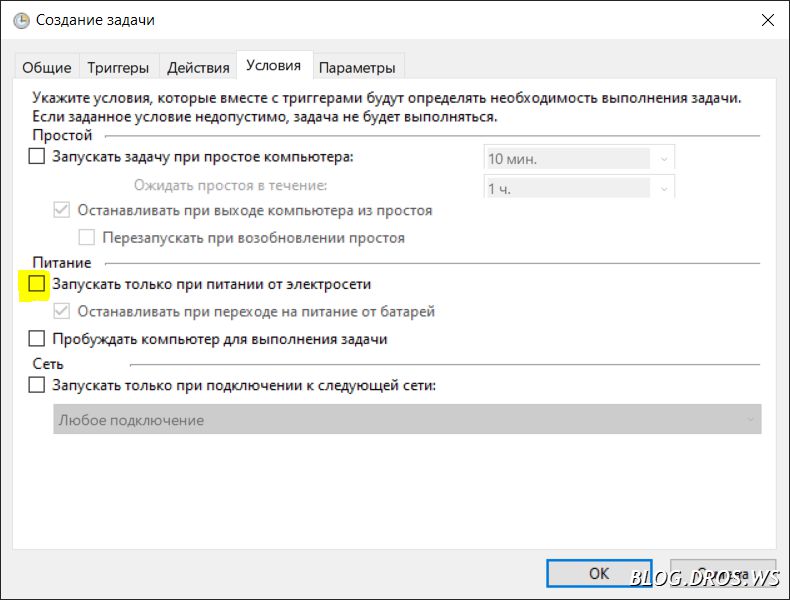 Создание задачи
Общие Триггеры Действия Условия Параметры
Укажите условия, которые вместе с триггерами будут определять необходимость выполнения задачи.
Если заданное условие недопустимо, задача не будет выполняться.
Простой
Запускать задачу при простое компьютера: 10 мин.
Ожидать простоя в течение: 1 ч.
Останавливать при выходе компьютера из простоя
Перезапускать при возобновлении простоя
Питание
Запускать только при питании от электросети
Останавливать при переходе на питание от батарей
Пробуждать компьютер для выполнения задачи
Сеть
Запускать только при подключении к следующей сети:
Любое подключение
ОК
BLOG.DROS.WS